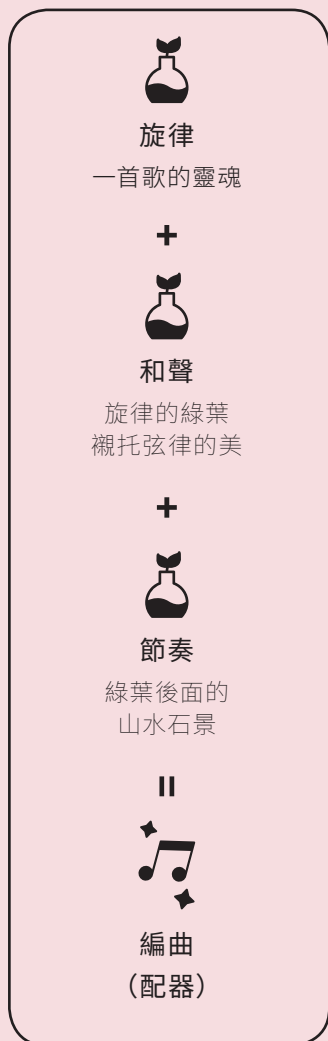 旋律
一首歌的靈魂
+
和聲
旋律的綠葉
襯托弦律的美
+
節奏
綠葉後面的
山水石景
=
編曲
（配器）